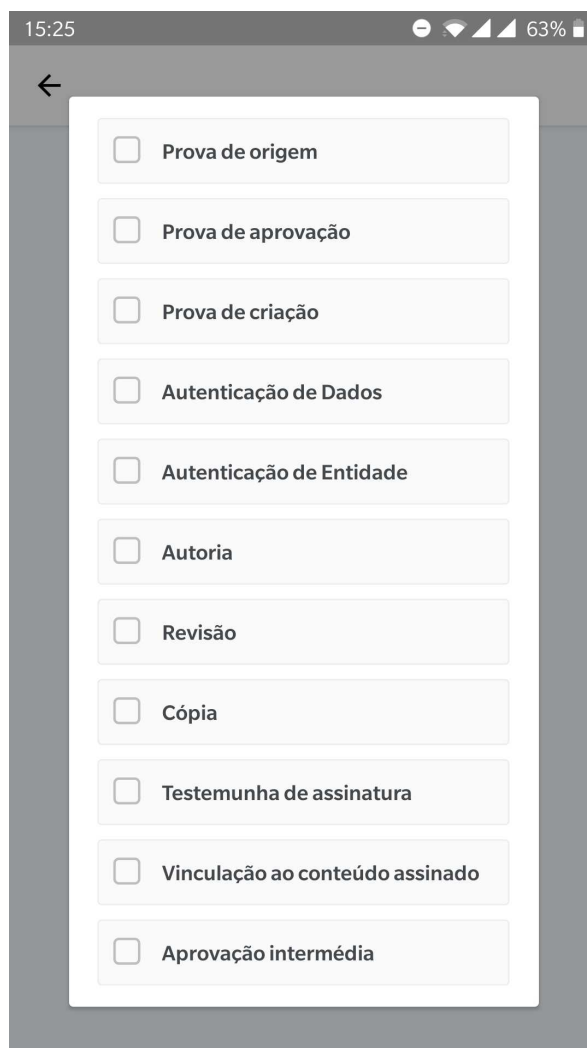 15:25 63%
Prova de origem
Prova de aprovação
Prova de criação
Autenticação de Dados
Autenticação de Entidade
Autoria
Revisão
Cópia
Testemunha de assinatura
Vinculação ao conteúdo assinado
Aprovação intermédia